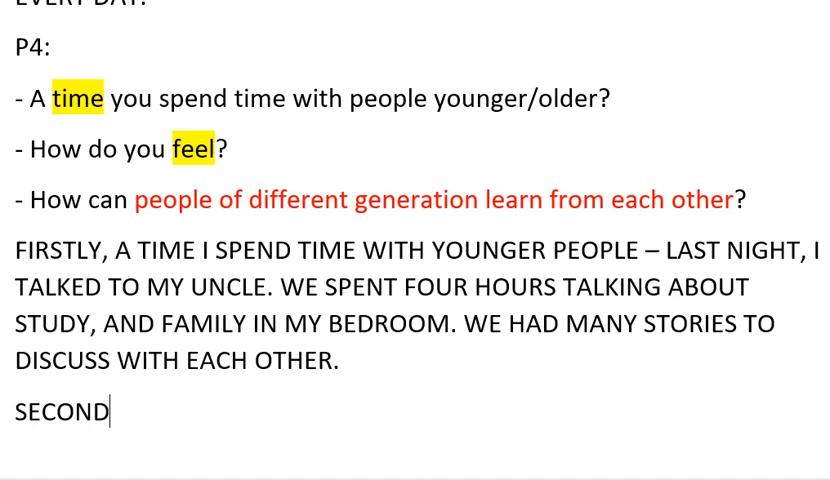 EVERY DAY.
P4:
- A time you spend time with people younger/older?
- How do you feel?
- How can people of different generation learn from each other?
FIRSTLY, A TIME I SPEND TIME WITH YOUNGER PEOPLE – LAST NIGHT, I
TALKED TO MY UNCLE. WE SPENT FOUR HOURS TALKING ABOUT
STUDY, AND FAMILY IN MY BEDROOM. WE HAD MANY STORIES TO
DISCUSS WITH EACH OTHER.
SECOND